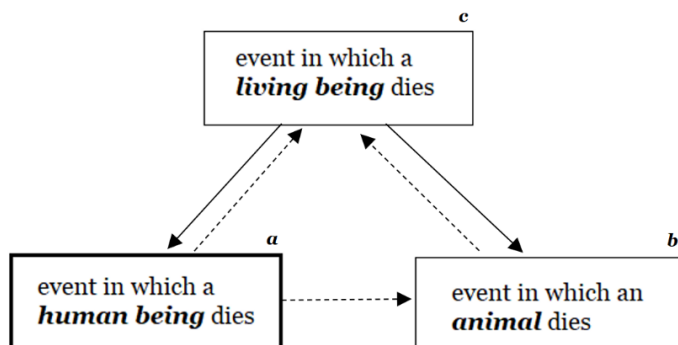 c
event in which a
living being dies
a
event in which a
human being dies
b
event in which an
animal dies